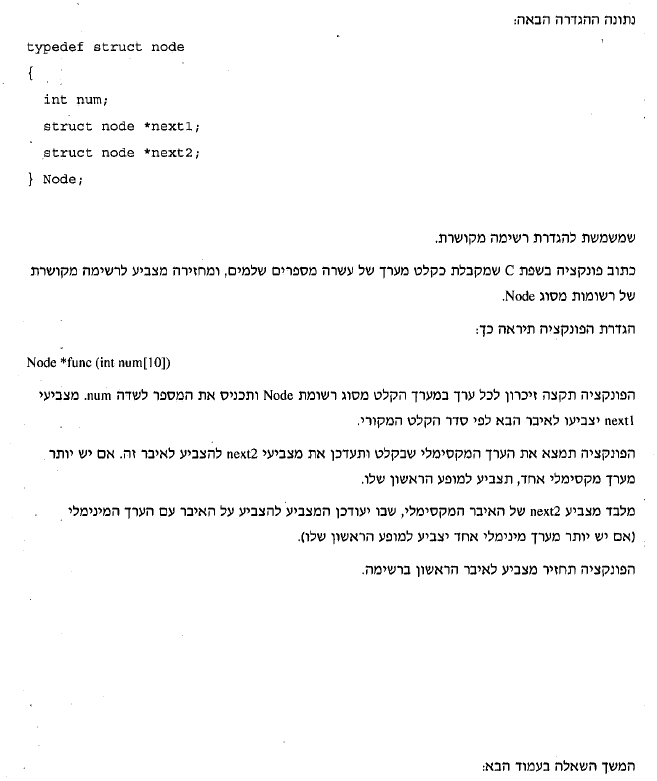 נתונה ההגדרה הבאה:
typedef struct node
{
int num;
struct node *next1;
struct node *next2;
} Node;
שמשמשת להגדרת רשימה מקושרת.
כתוב פונקציה בשפת C שמקבלת כקלט מערך של עשרה מספרים שלמים, ומחזירה מצביע לרשימה מקושרת
של רשומות מסוג Node.
הגדרת הפונקציה תיראה כך:
Node *func (int num[10])
הפונקציה תקצה זיכרון לכל ערך במערך הקלט מסוג רשומת Node ותכניס את המספר לשדה num. מצביעי
next1 יצביעו לאיבר הבא לפי סדר הקלט המקורי.
הפונקציה תמצא את הערך המקסימלי שבקלט ותעדכן את מצביעי next2 להצביע לאיבר זה. אם יש יותר
מערך מקסימלי אחד, תצביע למופע הראשון שלו.
מלבד מצביע next2 של האיבר המקסימלי, שבו יעודכן המצביע להצביע על האיבר עם הערך המינימלי
(אם יש יותר מערך מינימלי אחד יצביע למופע הראשון שלו).
הפונקציה תחזיר מצביע לאיבר הראשון ברשימה.
המשך השאלה בעמוד הבא: